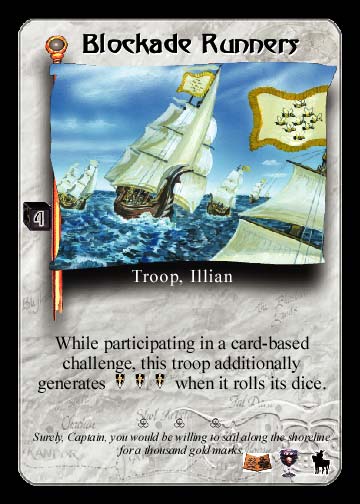 Blockade Runners
4
Troop, Illian
While participating in a card-based
challenge, this troop additionally
generates when it rolls its dice.
Surely, Captain, you would be willing to sail along the shoreline
for a thousand gold marks.